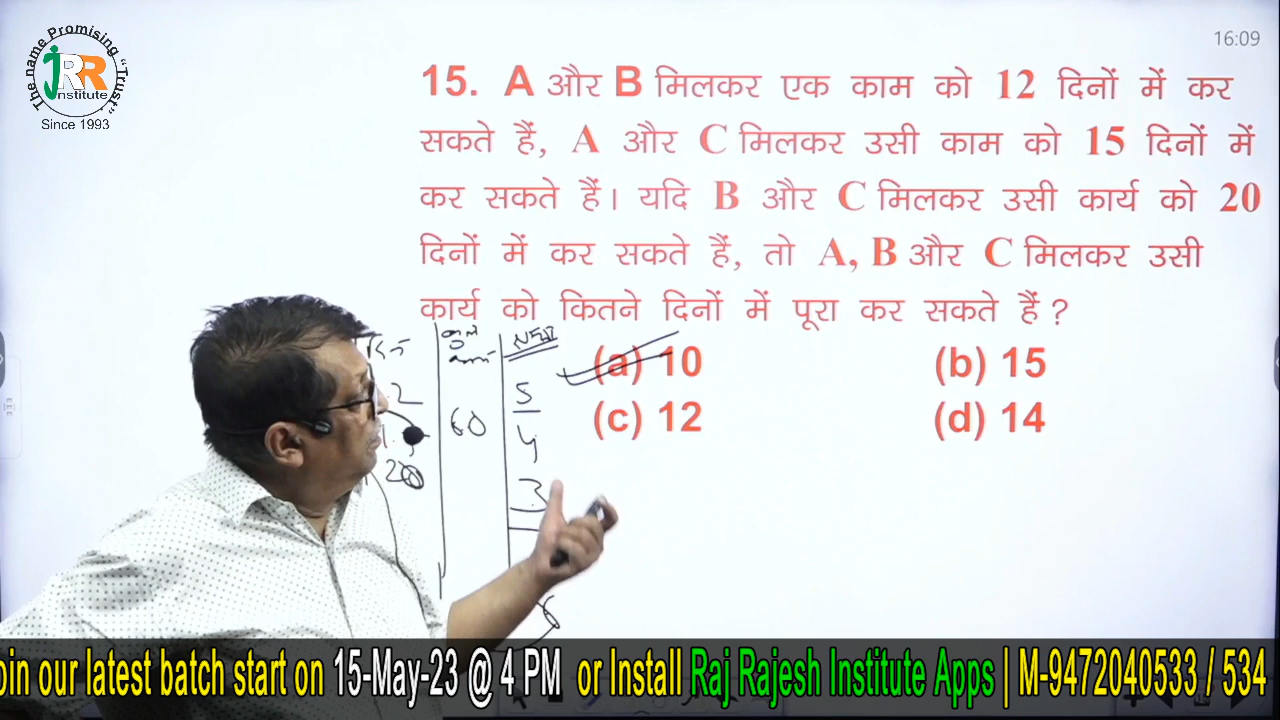 The name Promising "Trust"
JRR
Institute
Since 1993
16:09
15. A और B मिलकर एक काम को 12 दिनों में कर
सकते हैं, A और C मिलकर उसी काम को 15 दिनों में
कर सकते हैं। यदि B और C मिलकर उसी कार्य को 20
दिनों में कर सकते हैं, तो A, B और C मिलकर उसी
कार्य को कितने दिनों में पूरा कर सकते हैं ?
(a) 10
(b) 15
(c) 12
(d) 14
5
60
4
20
3
oin our latest batch start on 15-May-23 @ 4 PM or Install Raj Rajesh Institute Apps | M-9472040533 / 534